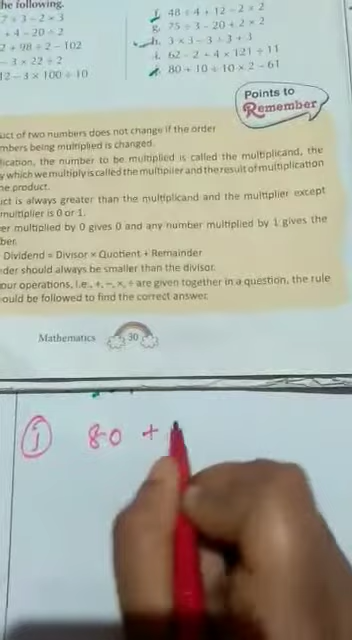 he following.
7 ÷ 3 ÷ 2 × 3
+ 4 − 20 ÷ 2
2 + 98 ÷ 2 − 102
− 3 × 22 ÷ 2
12 − 3 × 100 ÷ 10
f. 48 ÷ 4 + 12 − 2 × 2
g. 75 ÷ 3 − 20 + 2 × 2
h. 3 × 3 − 3 ÷ 3 + 3
i. 62 − 2 + 4 × 121 ÷ 11
80 + 10 ÷ 10 × 2 − 61
Points to
Remember
uct of two numbers does not change if the order
mbers being multiplied is changed.
lication, the number to be multiplied is called the multiplicand, the
y which we multiply is called the multiplier and the result of multiplication
he product.
uct is always greater than the multiplicand and the multiplier except
multiplier is 0 or 1.
er multiplied by 0 gives 0 and any number multiplied by 1 gives the
ber.
Dividend = Divisor × Quotient + Remainder
der should always be smaller than the divisor.
our operations, i.e., +, −, ×, ÷ are given together in a question, the rule
ould be followed to find the correct answer.
Mathematics 30
j 80 +